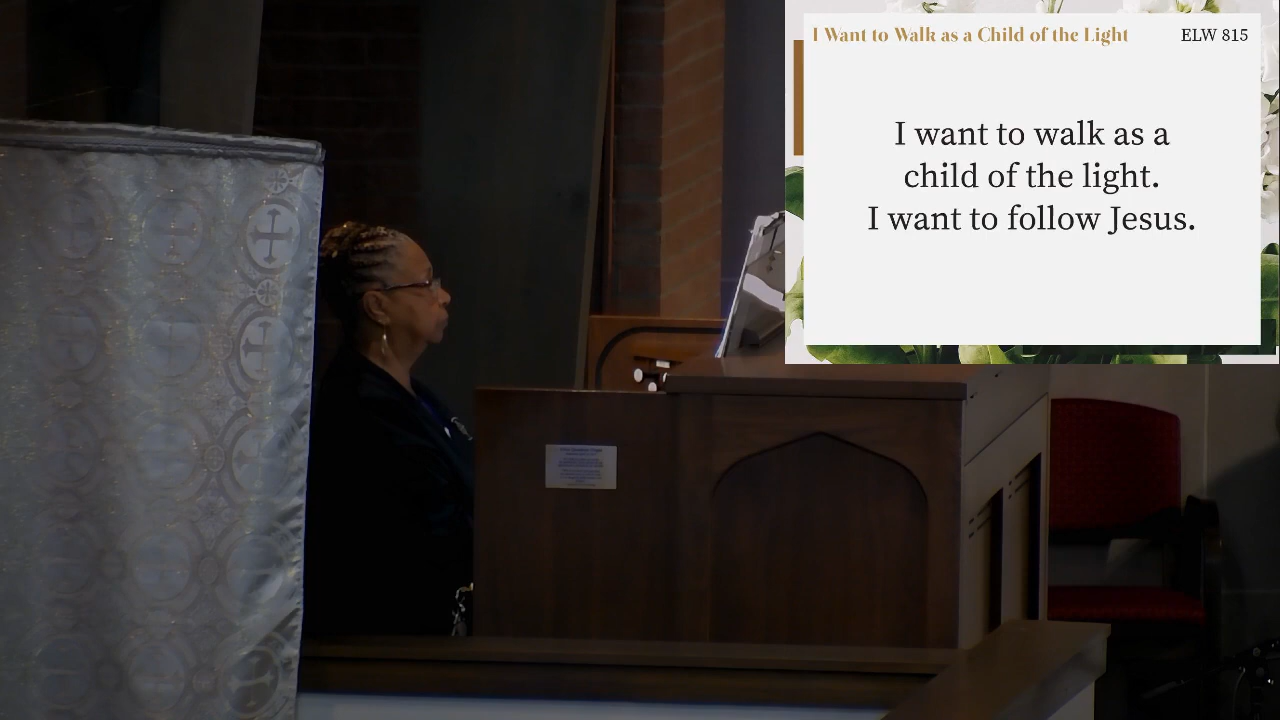 I Want to Walk as a Child of the Light
ELW 815
I want to walk as a
child of the light.
I want to follow Jesus.